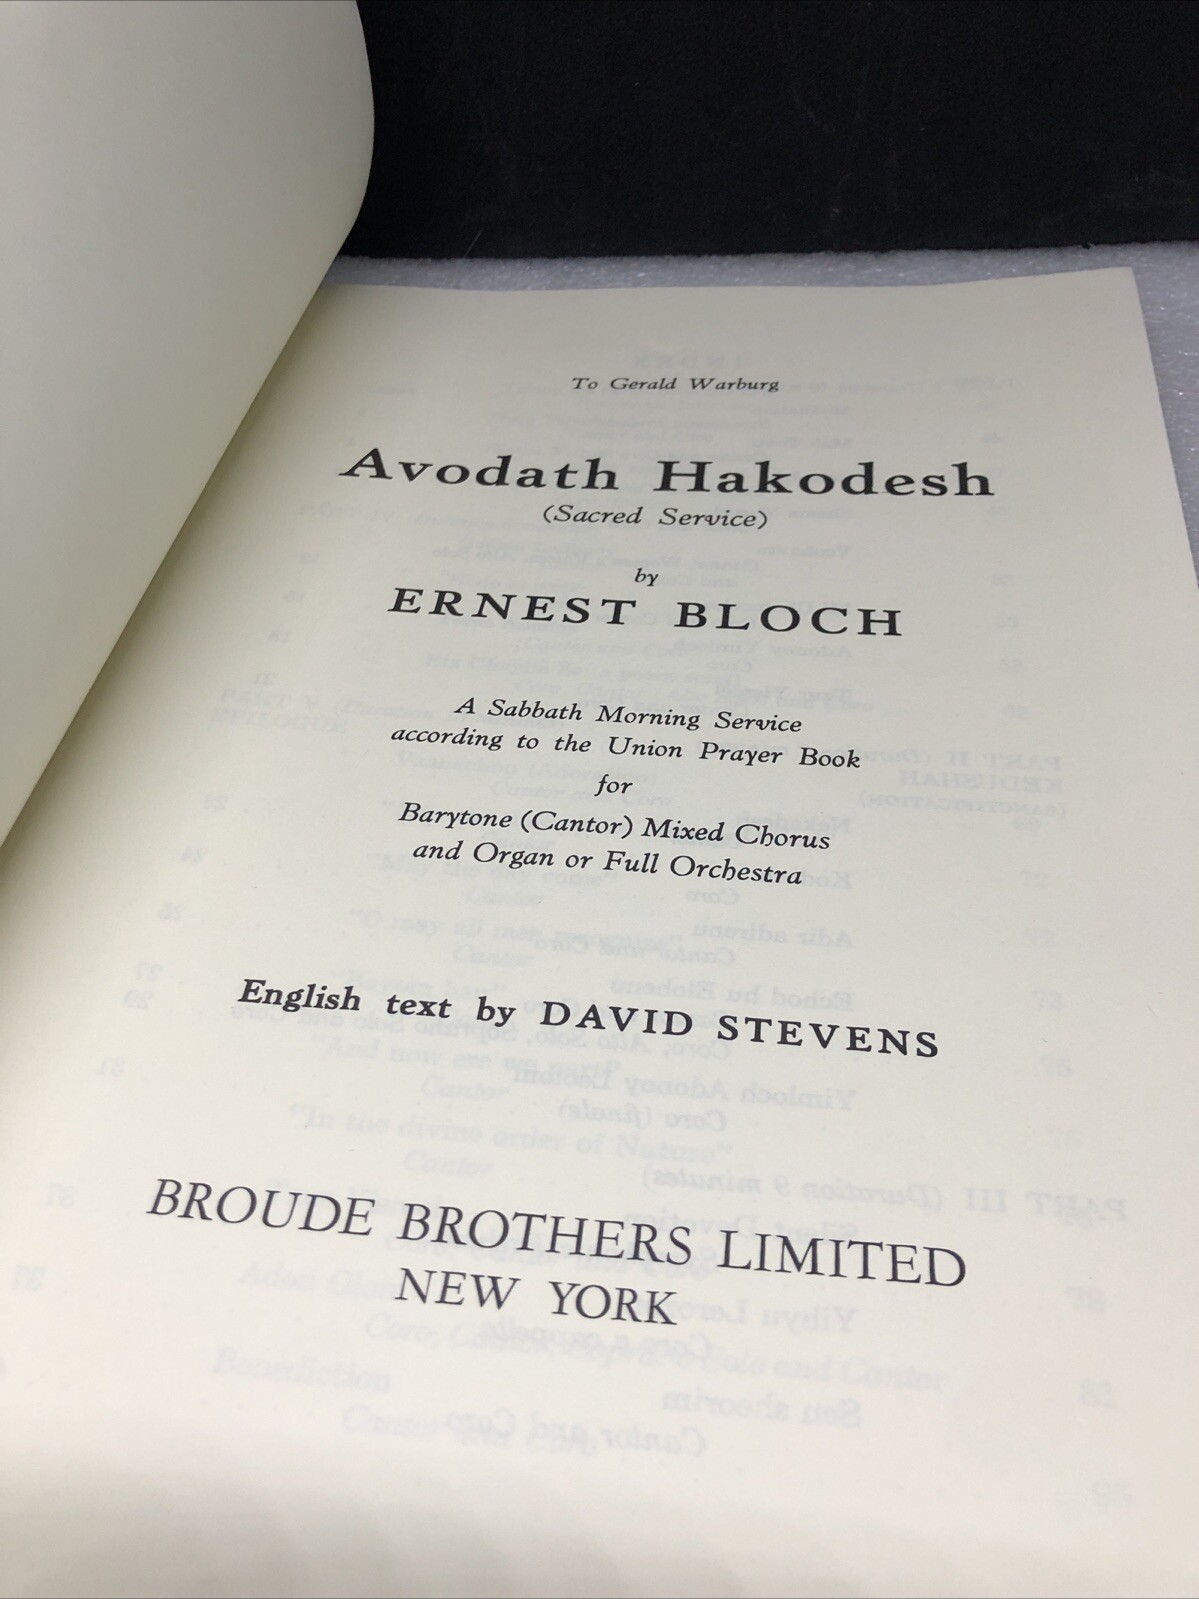 To Gerald Warburg
Avodath Hakodesh
(Sacred Service)
by
ERNEST BLOCH
A Sabbath Morning Service
according to the Union Prayer Book
for
Barytone (Cantor) Mixed Chorus
and Organ or Full Orchestra
English text by DAVID STEVENS
BROUDE BROTHERS LIMITED
NEW YORK